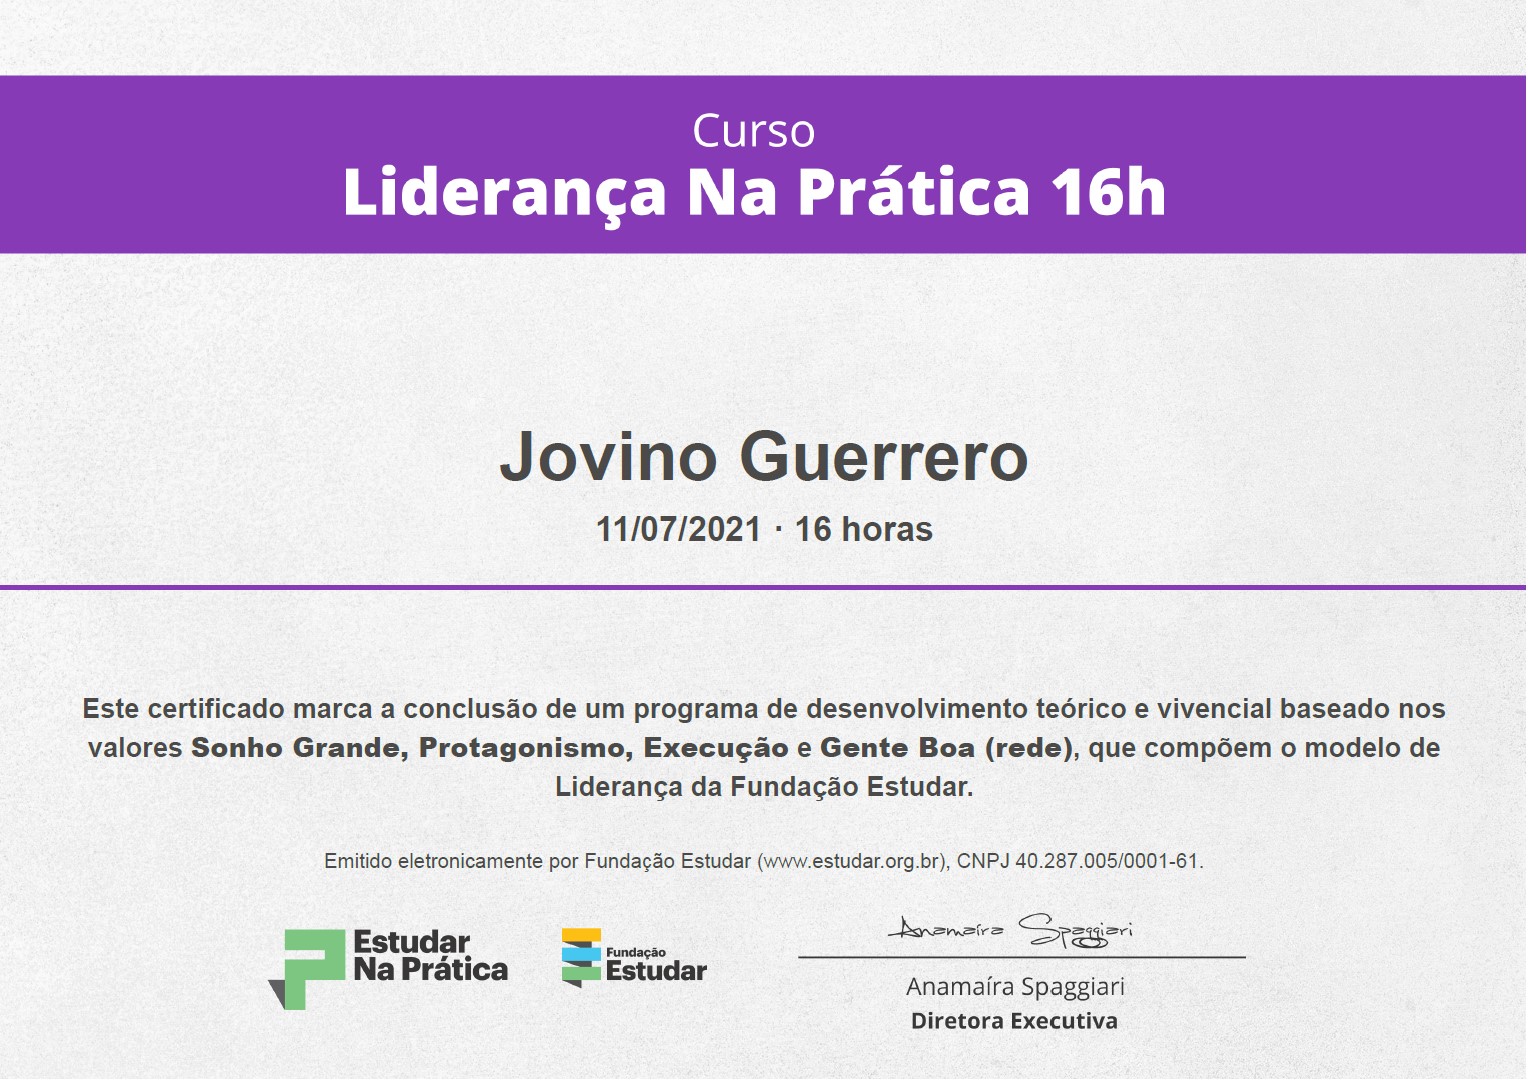 Curso
Liderança Na Prática 16h
Jovino Guerrero
11/07/2021 · 16 horas
Este certificado marca a conclusão de um programa de desenvolvimento teórico e vivencial baseado nos
valores Sonho Grande, Protagonismo, Execução e Gente Boa (rede), que compõem o modelo de
Liderança da Fundação Estudar.
Emitido eletronicamente por Fundação Estudar (www.estudar.org.br), CNPJ 40.287.005/0001-61.
Estudar
Na Prática
Fundação
Estudar
Anamaíra Spaggiari
Anamaíra Spaggiari
Diretora Executiva